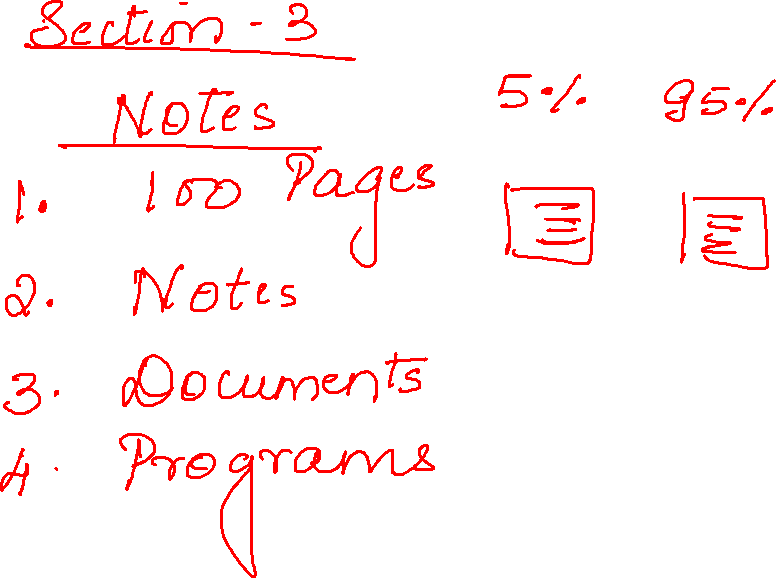 Section - 3
Notes 5% 95%
1. 100 Pages
2. Notes
3. Documents
4. Programs